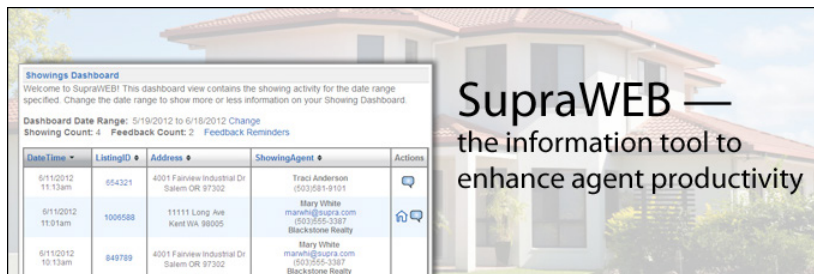 Showings Dashboard
Welcome to SupraWEB! This dashboard view contains the showing activity for the date range
specified. Change the date range to show more or less information on your Showing Dashboard.
Dashboard Date Range: 5/19/2012 to 6/18/2012 Change
Showing Count: 4 Feedback Count: 2 Feedback Reminders
DateTime ListingID Address ShowingAgent Actions
6/11/2012
11:13am
654321
4001 Fairview Industrial Dr
Salem OR 97302
Traci Anderson
(503)581-9101
6/11/2012
11:01am
1006588
11111 Long Ave
Kent WA 98005
Mary White
marwhi@supra.com
(503)555-3387
Blackstone Realty
6/11/2012
10:13am
849789
4001 Fairview Industrial Dr
Salem OR 97302
Mary White
marwhi@supra.com
(503)555-3387
Blackstone Realty
SupraWEB —
the information tool to
enhance agent productivity